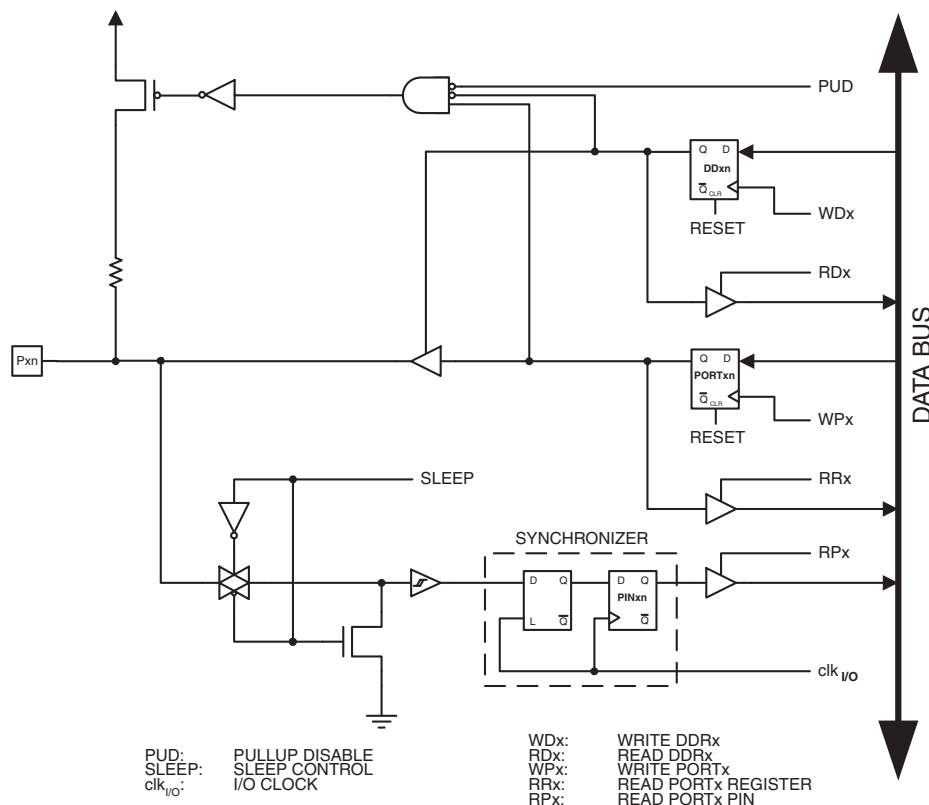 PUD
Q D
DDxn
Q CLR
WDx
RESET
RDx
DATA BUS
Pxn
Q D
PORTxn
Q CLR
WPx
RESET
SLEEP
RRx
SYNCHRONIZER
RPx
D Q
L Q
D Q
PINxn
Q
clk I/O
PUD: PULLUP DISABLE
SLEEP: SLEEP CONTROL
clk I/O: I/O CLOCK
WDx: WRITE DDRx
RDx: READ DDRx
WPx: WRITE PORTx
RRx: READ PORTx REGISTER
RPx: READ PORTx PIN